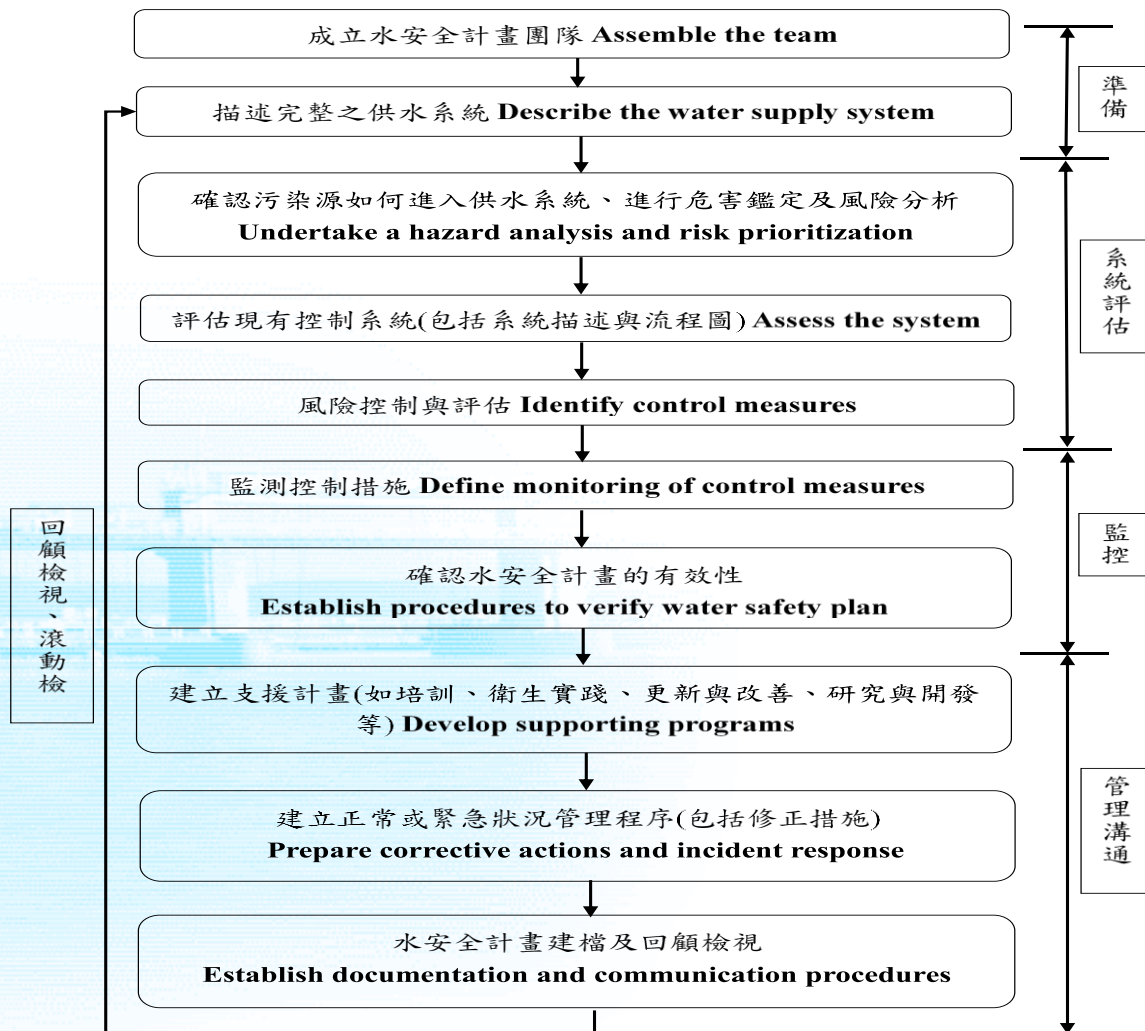 成立水安全計畫團隊 Assemble the team
描述完整之供水系統 Describe the water supply system
確認污染源如何進入供水系統、進行危害鑑定及風險分析
Undertake a hazard analysis and risk prioritization
評估現有控制系統(包括系統描述與流程圖) Assess the system
風險控制與評估 Identify control measures
監測控制措施 Define monitoring of control measures
確認水安全計畫的有效性
Establish procedures to verify water safety plan
建立支援計畫(如培訓、衛生實踐、更新與改善、研究與開發
等) Develop supporting programs
建立正常或緊急狀況管理程序(包括修正措施)
Prepare corrective actions and incident response
水安全計畫建檔及回顧檢視
Establish documentation and communication procedures
回顧檢視、滾動檢
準備
系統評估
監控
管理溝通